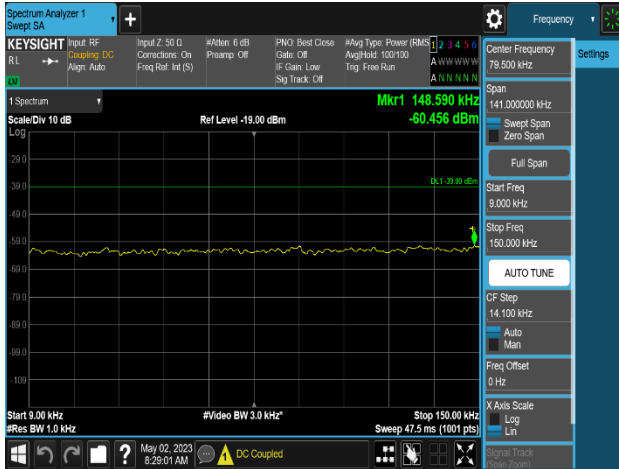 Spectrum Analyzer 1
Swept SA
Frequency
KEYSIGHT
RL
Input: RF
Coupling: DC
Align: Auto
Input Z: 50 Ω
Corrections: On
Freq Ref: Int (S)
#Atten: 6 dB
Preamp: Off
PNO: Best Close
Gate: Off
IF Gain: Low
Sig Track: Off
#Avg Type: Power (RMS
Avg|Hold: 100/100
Trig: Free Run
1 2 3 4 5 6
A W W W W W
A N N N N N
LU
Center Frequency
79.500 kHz
Settings
Span
141.000000 kHz
Swept Span
Zero Span
Full Span
Start Freq
9.000 kHz
Stop Freq
150.000 kHz
AUTO TUNE
CF Step
14.100 kHz
Auto
Man
Freq Offset
0 Hz
X Axis Scale
Log
Lin
Signal Track
(Span Zoom)
1 Spectrum
Mkr1 148.590 kHz
Scale/Div 10 dB
Ref Level -19.00 dBm
-60.456 dBm
Log
-29.0
-39.0
DL1 -39.00 dBm
-49.0
-59.0
1
-69.0
-79.0
-89.0
-99.0
-109
Start 9.00 kHz
#Video BW 3.0 kHz*
Stop 150.00 kHz
#Res BW 1.0 kHz
Sweep 47.5 ms (1001 pts)
?
May 02, 2023
8:29:01 AM
DC Coupled